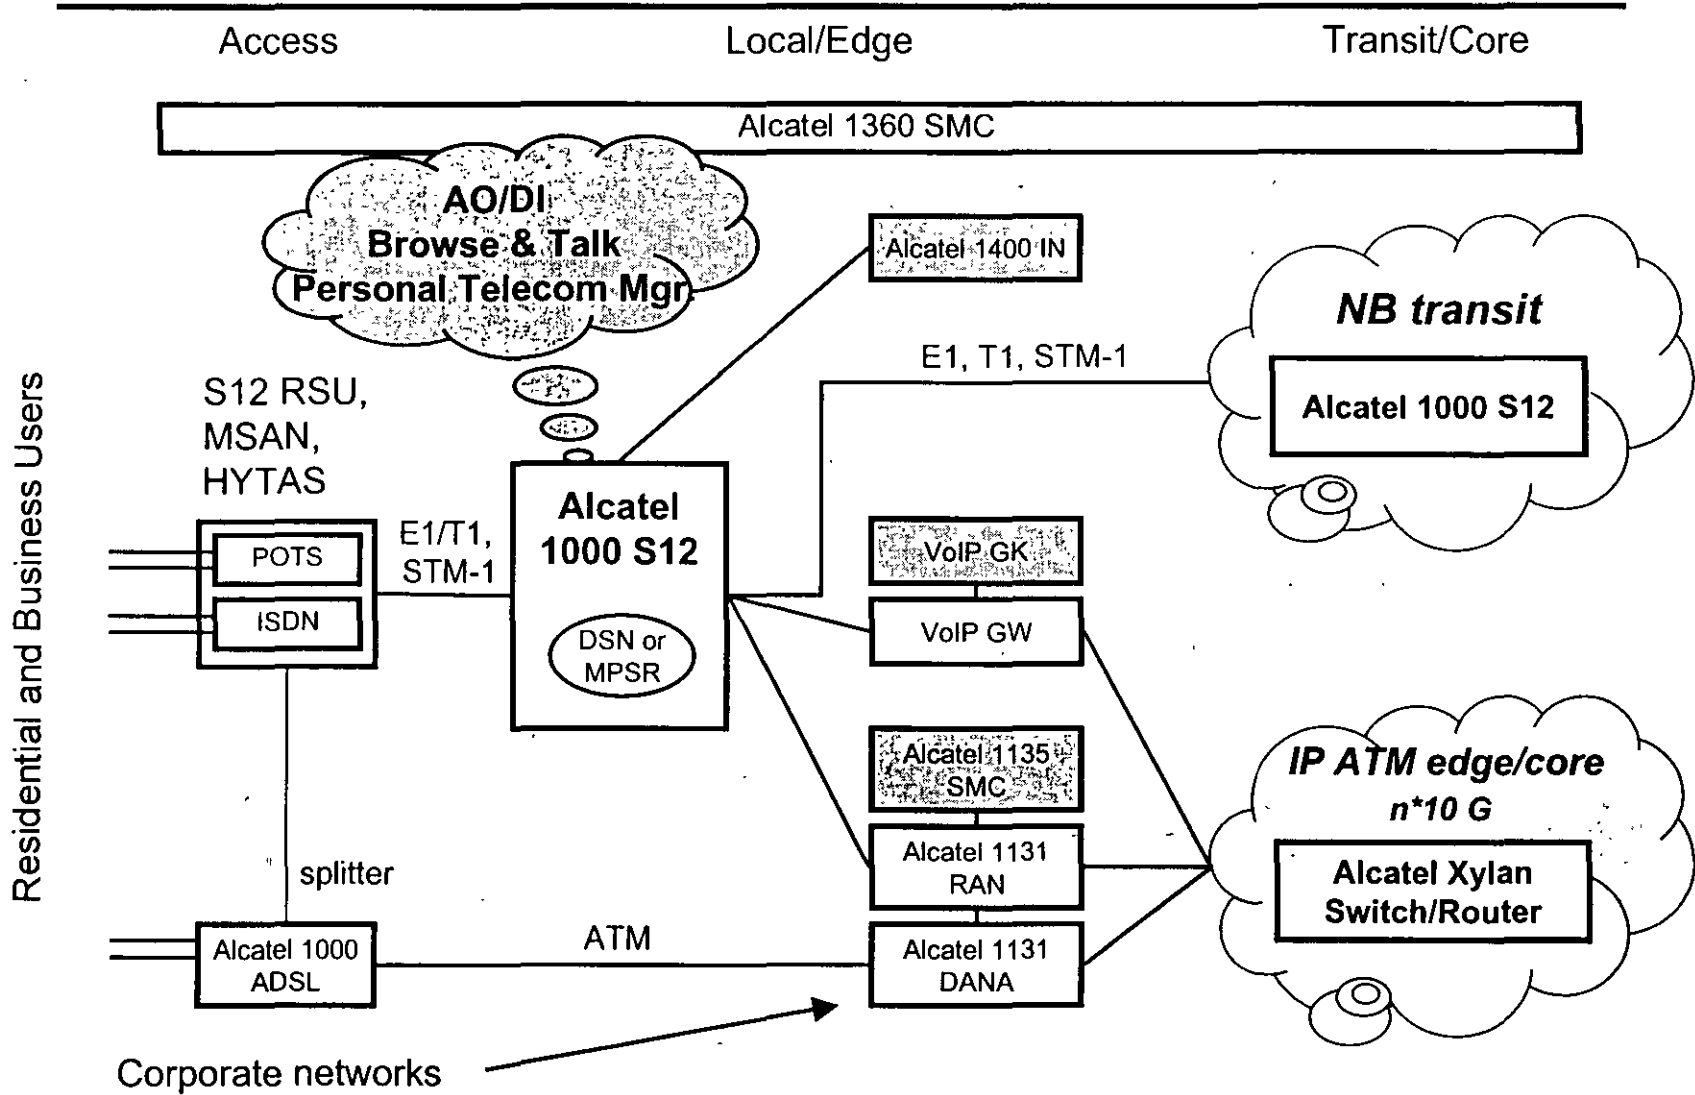 Access
Local/Edge
Transit/Core
Alcatel 1360 SMC
AO/DI
Browse & Talk
Personal Telecom Mgr.
Alcatel 1400 IN
NB transit
Alcatel 1000 S12
E1, T1, STM-1
Residential and Business Users
S12 RSU,
MSAN,
HYTAS
POTS
ISDN
E1/T1,
STM-1
Alcatel
1000 S12
DSN or
MPSR
VoIP GK
VoIP GW
Alcatel 1135
SMC
Alcatel 1131
RAN
IP ATM edge/core
n*10 G
Alcatel Xylan
Switch/Router
splitter
Alcatel 1000
ADSL
ATM
Alcatel 1131
DANA
Corporate networks